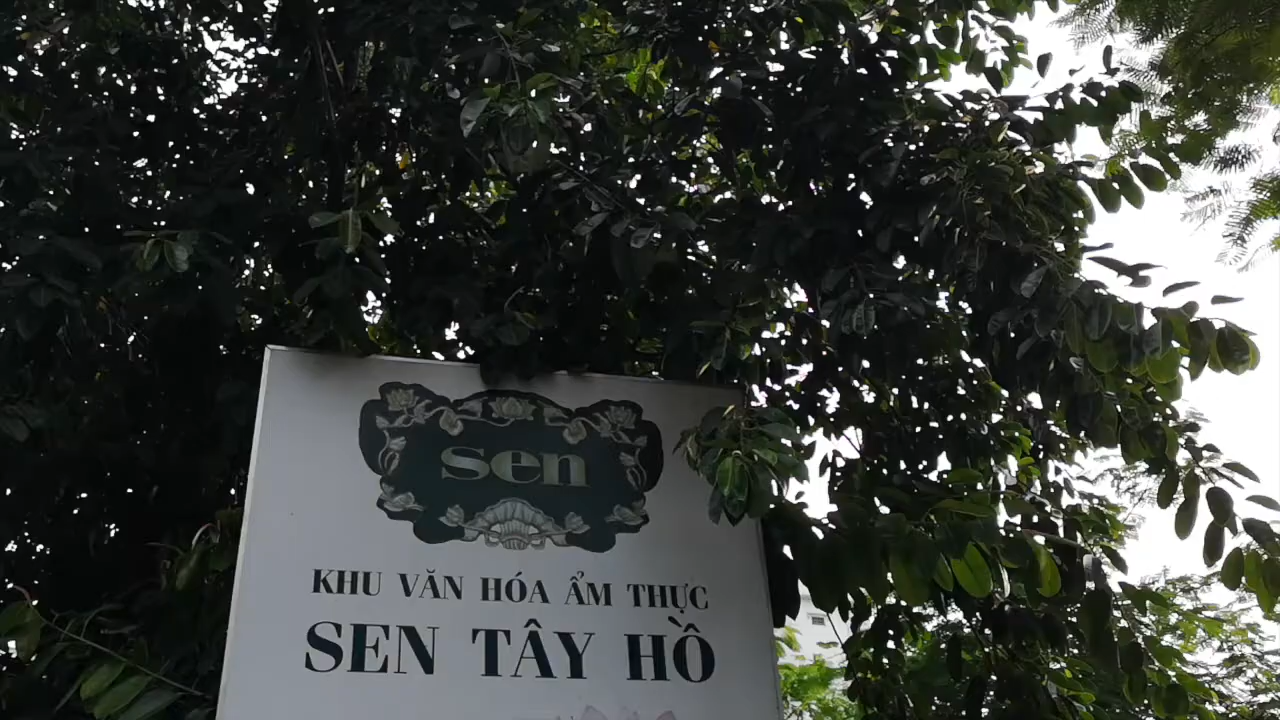 sen
KHU VĂN HÓA ẨM THỰC
SEN TÂY HỒ